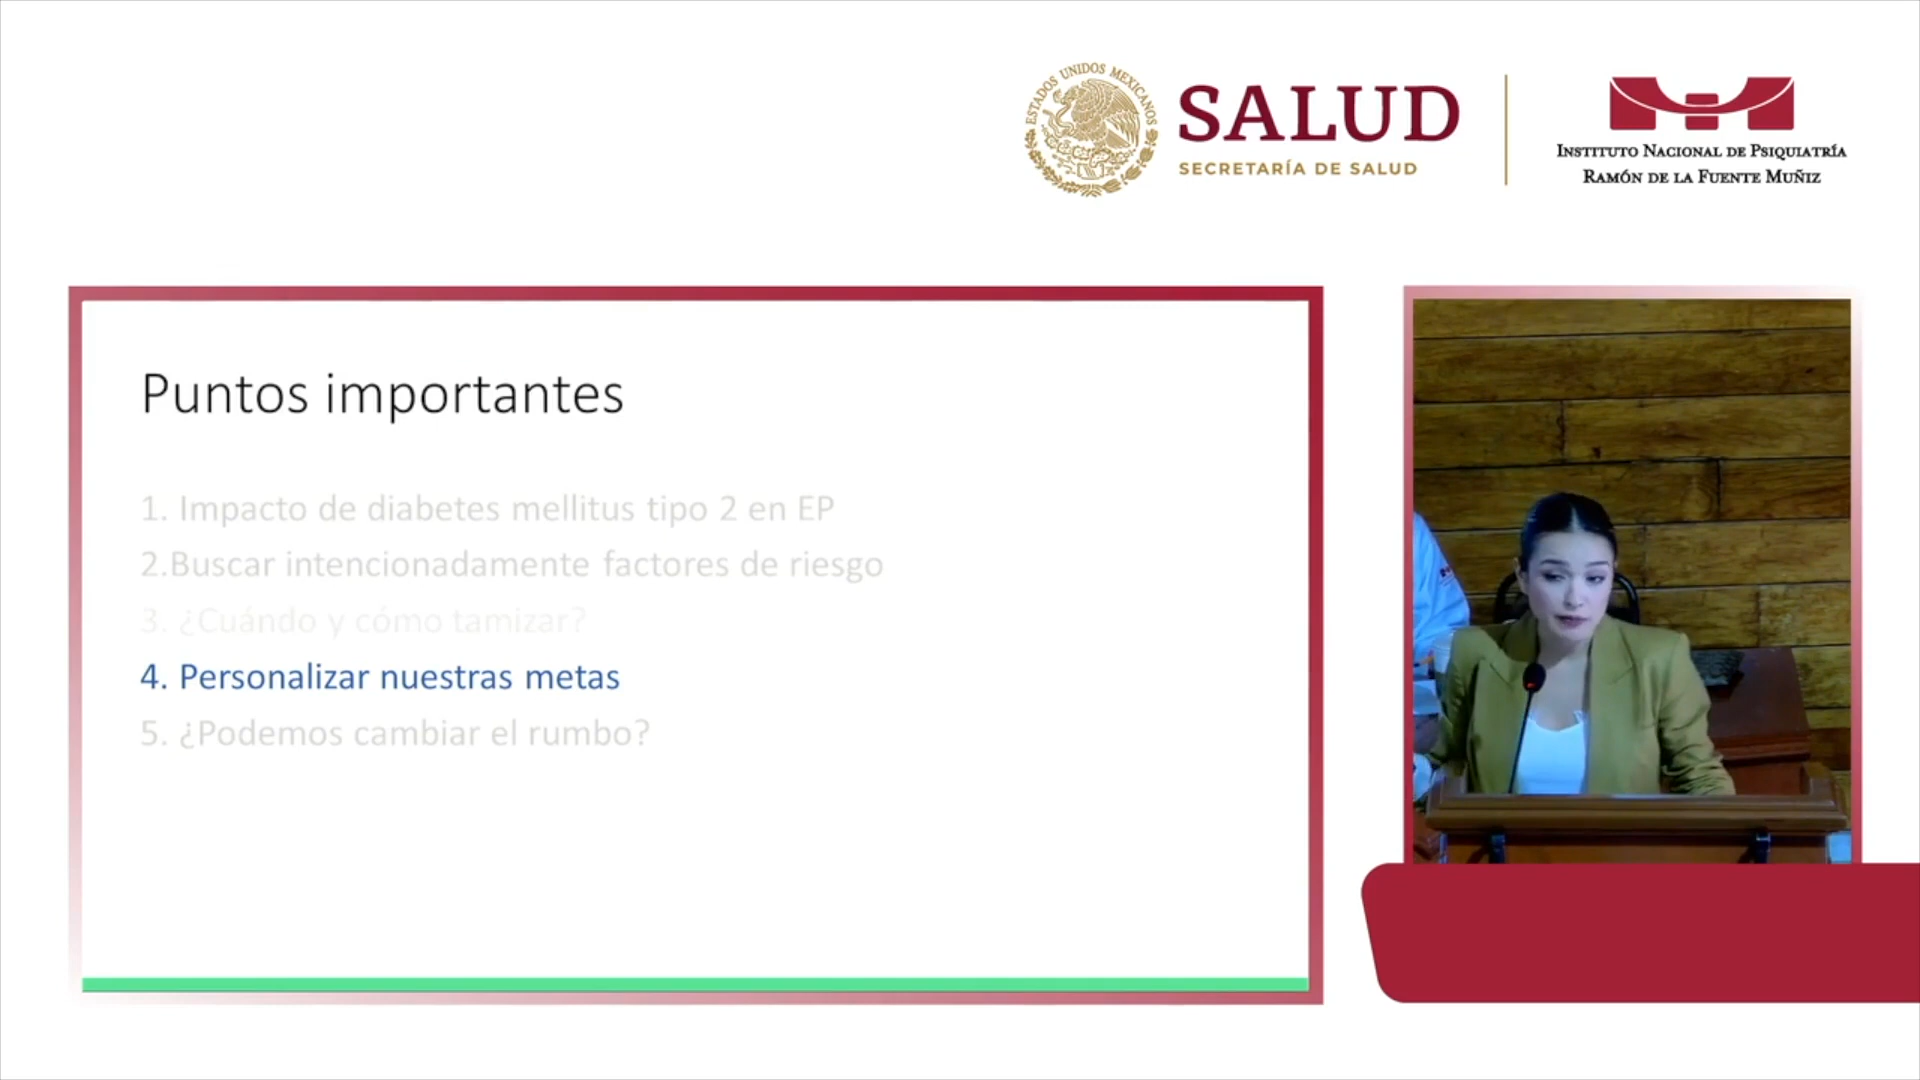 ESTADOS UNIDOS MEXICANOS
SALUD
SECRETARÍA DE SALUD
INSTITUTO NACIONAL DE PSIQUIATRÍA
RAMÓN DE LA FUENTE MUÑIZ
Puntos importantes
1. Impacto de diabetes mellitus tipo 2 en EP
2.Buscar intencionadamente factores de riesgo
3. ¿Cuándo y cómo tamizar?
4. Personalizar nuestras metas
5. ¿Podemos cambiar el rumbo?